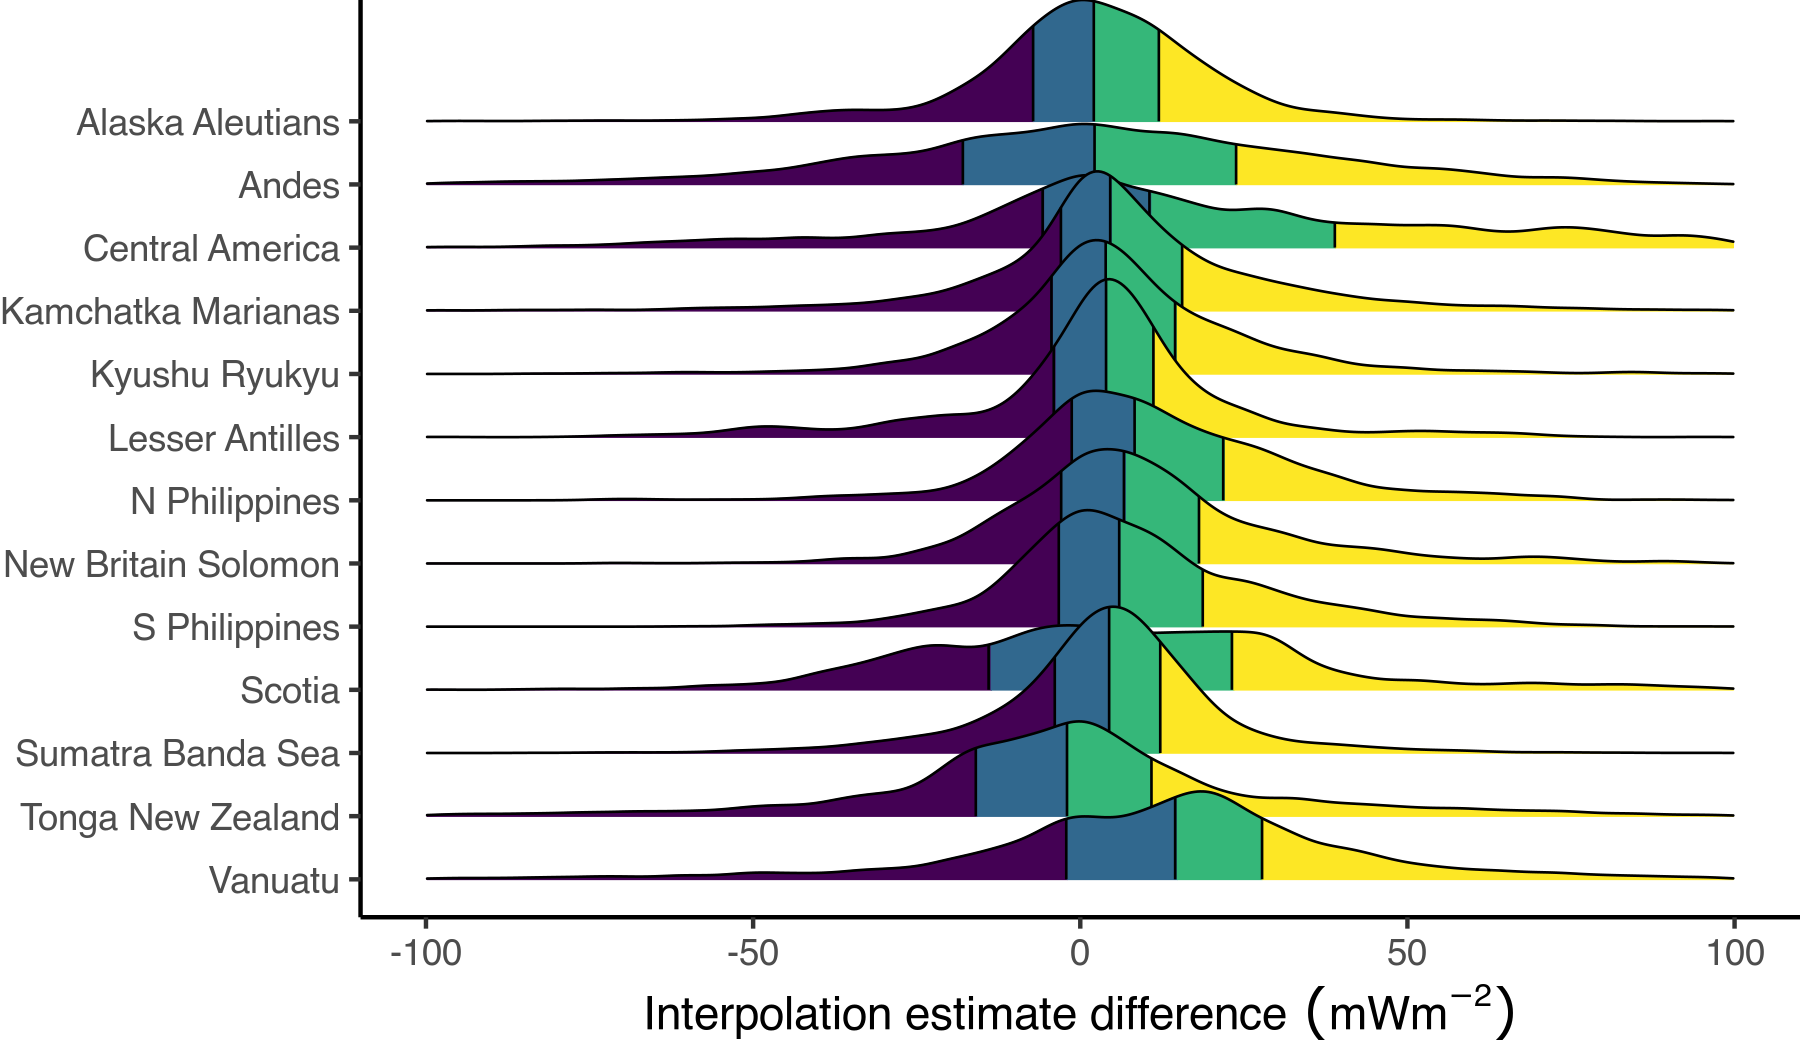 Alaska Aleutians
Andes
Central America
Kamchatka Marianas
Kyushu Ryukyu
Lesser Antilles
N Philippines
New Britain Solomon
S Philippines
Scotia
Sumatra Banda Sea
Tonga New Zealand
Vanuatu
-100 -50 0 50 100
Interpolation estimate difference (mWm⁻²)